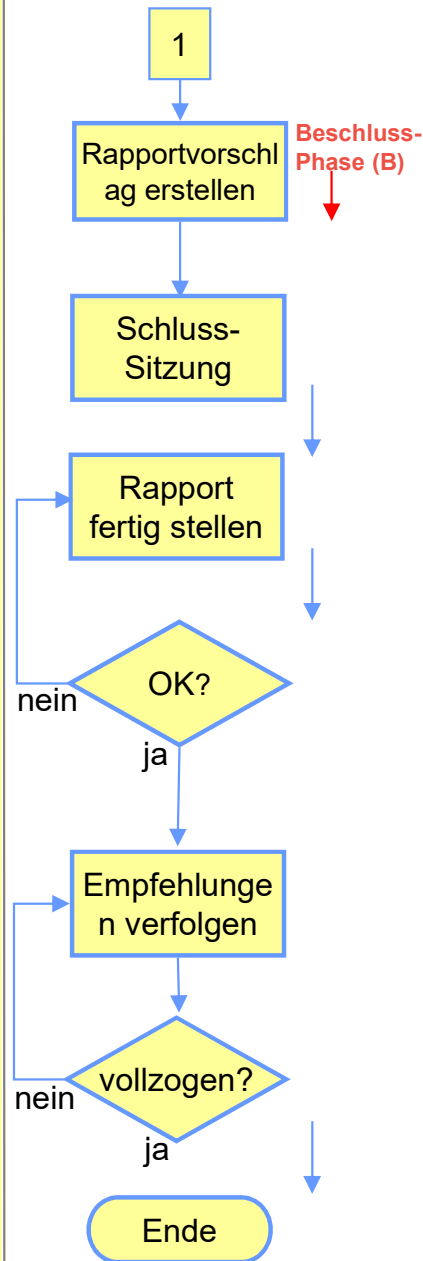 1
Rapportvorschl
ag erstellen
Beschluss-
Phase (B)
Schluss-
Sitzung
Rapport
fertig stellen
OK?
nein
ja
Empfehlunge
n verfolgen
vollzogen?
nein
ja
Ende